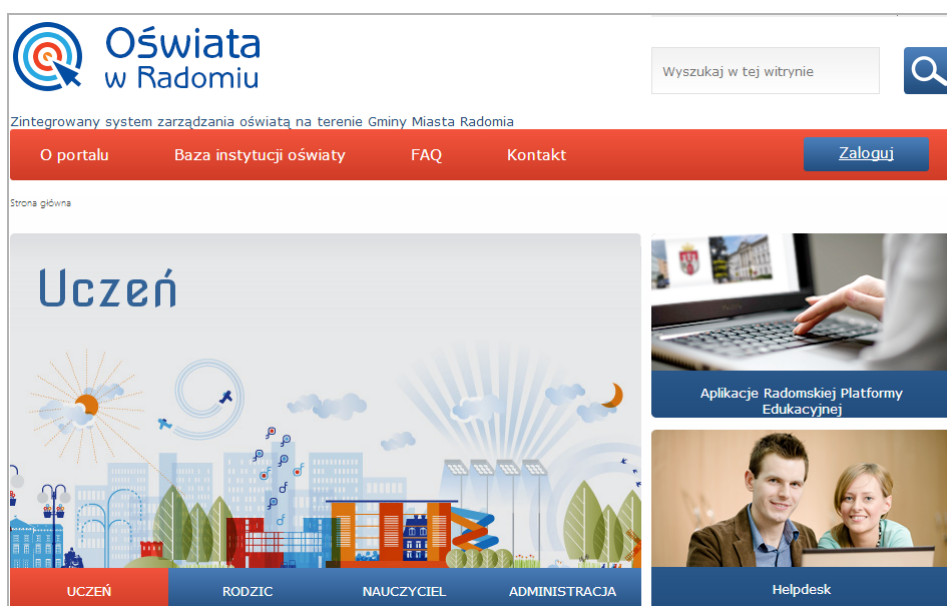 Oświata
w Radomiu
Wyszukaj w tej witrynie
Zintegrowany system zarządzania oświatą na terenie Gminy Miasta Radomia
O portalu
Baza instytucji oświaty
FAQ
Kontakt
Zaloguj
Strona główna
Uczeń
Aplikacje Radomskiej Platformy
Edukacyjnej
UCZEŃ
RODZIC
NAUCZYCIEL
ADMINISTRACJA
Helpdesk